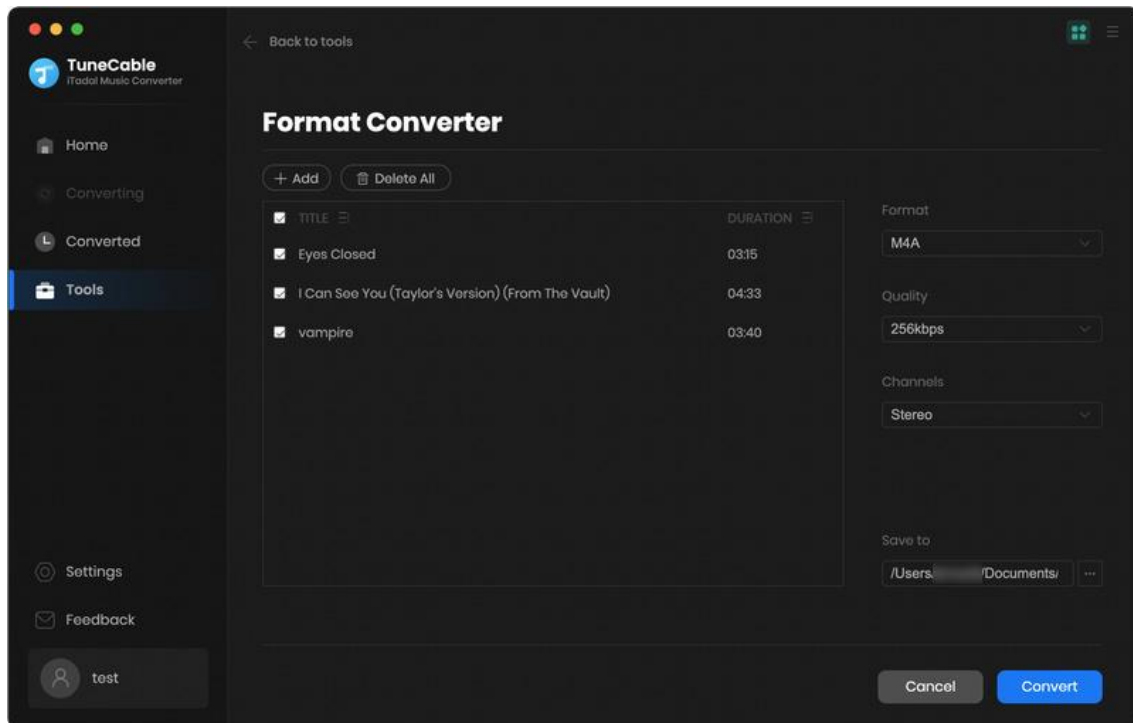 TuneCable
iTadal Music Converter
Home
Converting
Converted
Tools
Settings
Feedback
test
Back to tools
Format Converter
+ Add
Delete All
TITLE DURATION
Eyes Closed 03:15
I Can See You (Taylor's Version) (From The Vault) 04:33
vampire 03:40
Format
M4A
Quality
256kbps
Channels
Stereo
Save to
/Users/ /Documents/ ...
Cancel Convert